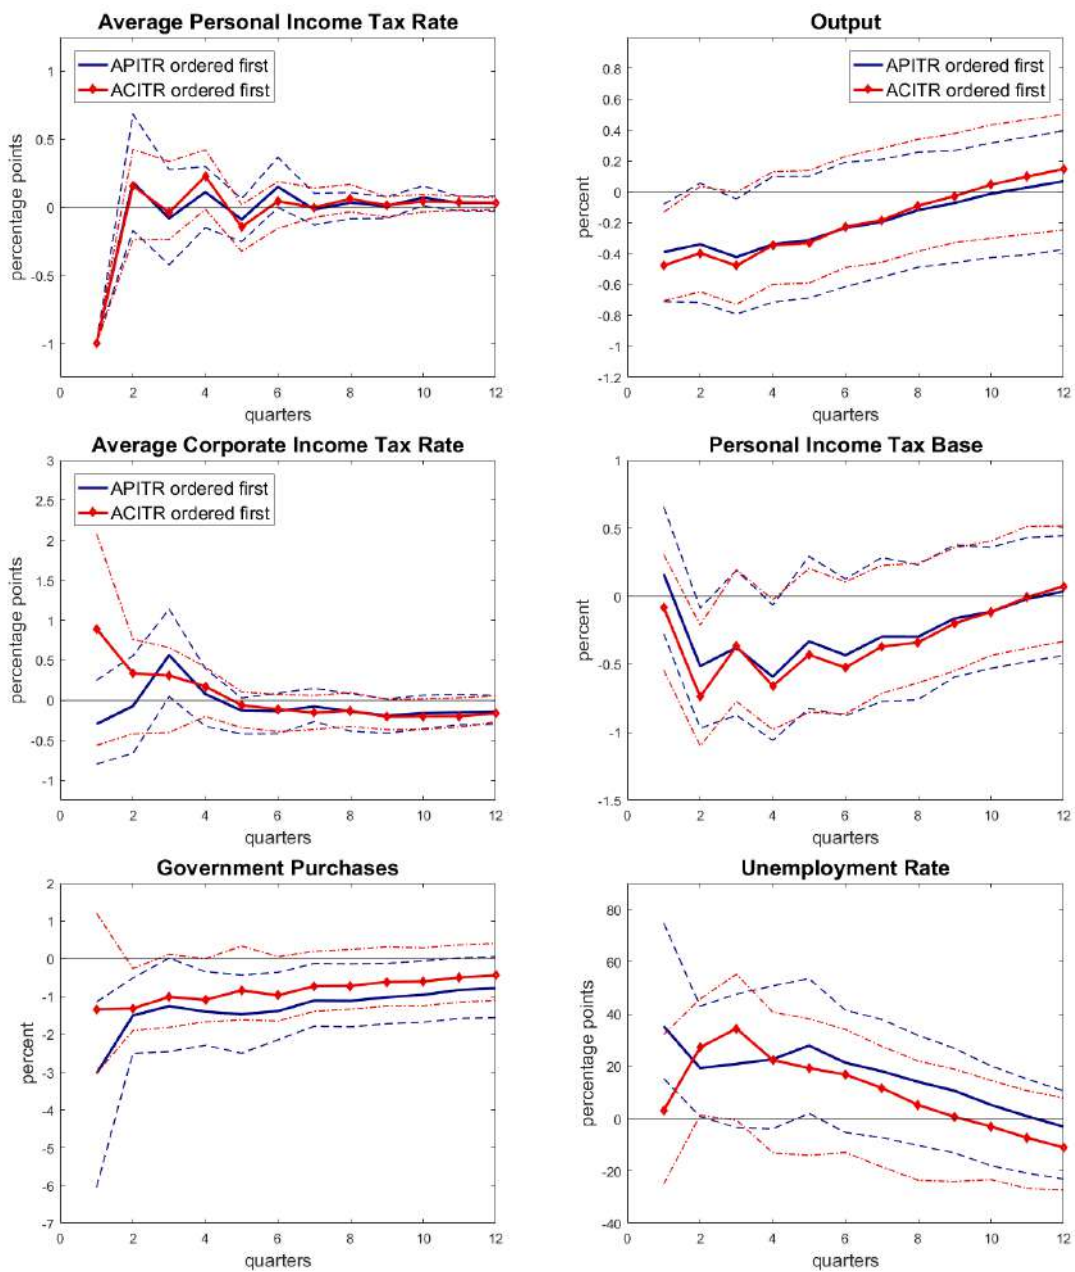 Average Personal Income Tax Rate
APITR ordered first
ACITR ordered first
percentage points
1
0.5
0
-0.5
-1
0 2 4 6 8 10 12
quarters
Output
APITR ordered first
ACITR ordered first
percent
0.8
0.6
0.4
0.2
0
-0.2
-0.4
-0.6
-0.8
-1
-1.2
0 2 4 6 8 10 12
quarters
Average Corporate Income Tax Rate
APITR ordered first
ACITR ordered first
percentage points
3
2.5
2
1.5
1
0.5
0
-0.5
-1
0 2 4 6 8 10 12
quarters
Personal Income Tax Base
percent
1
0.5
0
-0.5
-1
-1.5
0 2 4 6 8 10 12
quarters
Government Purchases
percent
2
1
0
-1
-2
-3
-4
-5
-6
-7
0 2 4 6 8 10 12
quarters
Unemployment Rate
percentage points
80
60
40
20
0
-20
-40
0 2 4 6 8 10 12
quarters